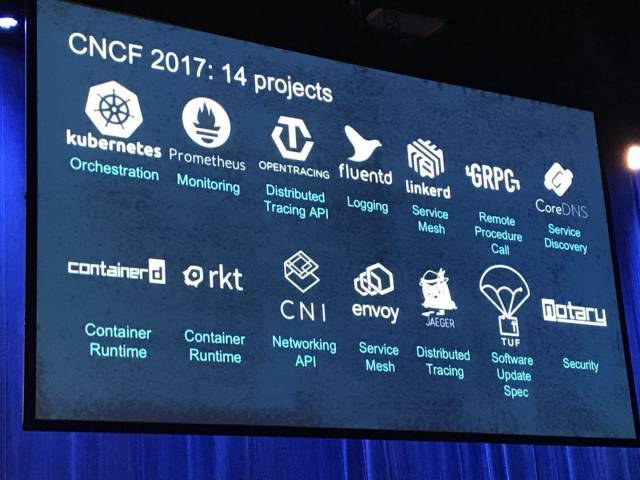 CNCF 2017: 14 projects
kubernetes
Orchestration
Prometheus
Monitoring
OPENTRACING
Distributed
Tracing API
fluentd
Logging
linkerd
Service
Mesh
GRPC
Remote
Procedure
Call
CoreDNS
Service
Discovery
containerd
Container
Runtime
rkt
Container
Runtime
CNI
Networking
API
envoy
Service
Mesh
JAEGER
Distributed
Tracing
TUF
Software
Update
Spec
notary
Security